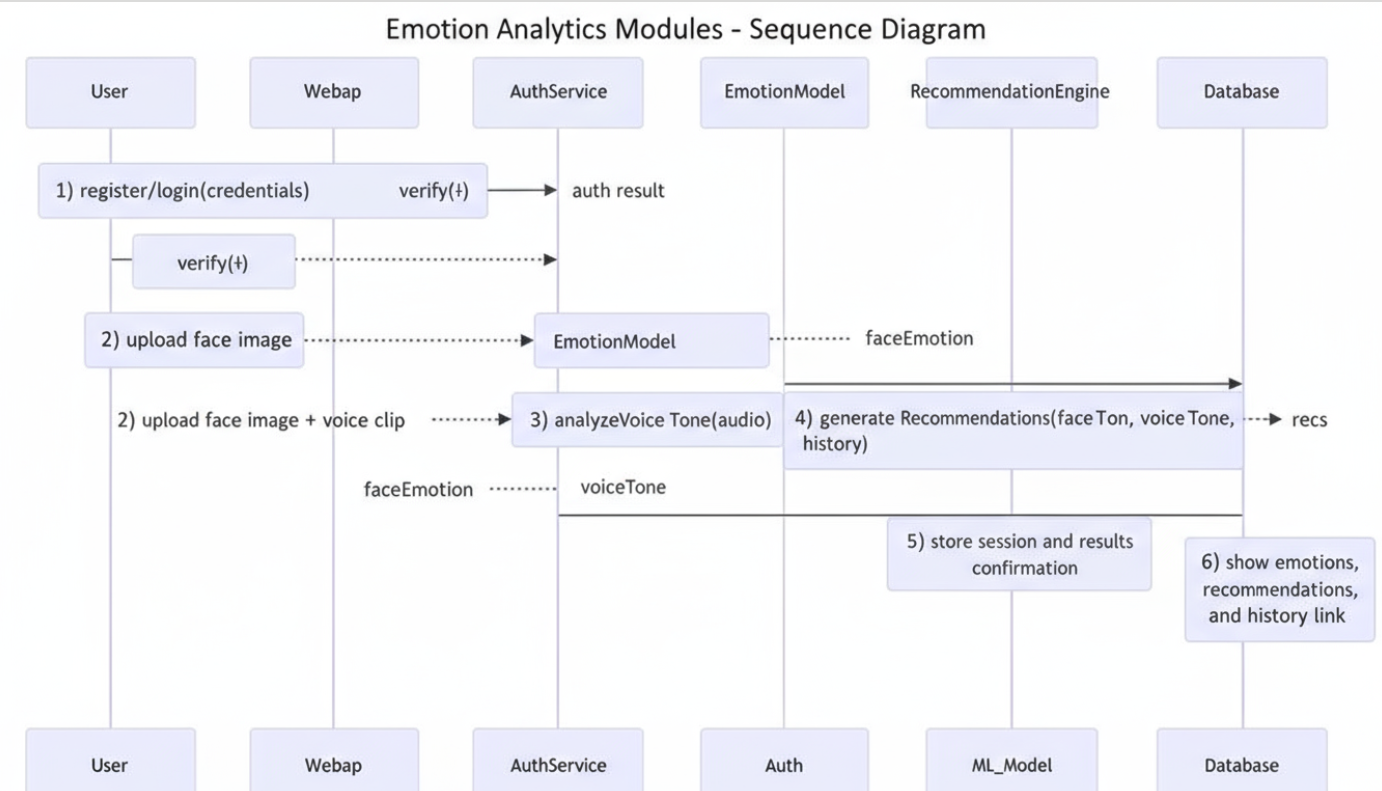 Emotion Analytics Modules - Sequence Diagram
User
Webap
AuthService
EmotionModel
RecommendationEngine
Database
1) register/login(credentials)
verify(ɫ)
auth result
verify(ɫ)
2) upload face image
EmotionModel
faceEmotion
2) upload face image + voice clip
3) analyzeVoice Tone(audio)
4) generate Recommendations(face Ton, voice Tone,
history)
recs
faceEmotion
voiceTone
5) store session and results
confirmation
6) show emotions,
recommendations,
and history link
User
Webap
AuthService
Auth
ML_Model
Database